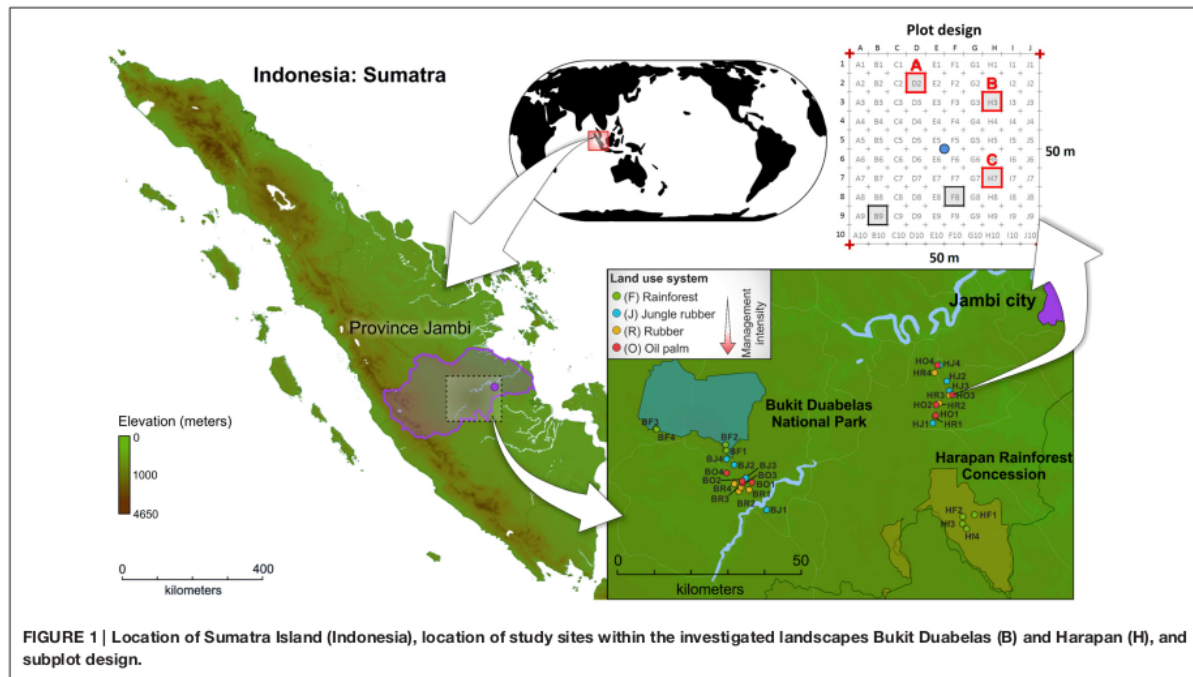 Indonesia: Sumatra
Province Jambi
Elevation (meters)
0
1000
4650
0 400
kilometers
Plot design
A B C D E F G H I J
1 A1 B1 C1 D1 E1 F1 G1 H1 I1 J1
A
2 A2 B2 C2 D2 E2 F2 G2 H2 I2 J2
B
3 A3 B3 C3 D3 E3 F3 G3 H3 I3 J3
4 A4 B4 C4 D4 E4 F4 G4 H4 I4 J4
5 A5 B5 C5 D5 E5 F5 G5 H5 I5 J5
50 m
6 A6 B6 C6 D6 E6 F6 G6 I6 J6
C
7 A7 B7 C7 D7 E7 F7 G7 H7 I7 J7
8 A8 B8 C8 D8 E8 F8 G8 H8 I8 J8
9 A9 B9 C9 D9 E9 F9 G9 H9 I9 J9
10 A10 B10 C10 D10 E10 F10 G10 H10 I10 J10
50 m
Land use system
(F) Rainforest
(J) Jungle rubber
(R) Rubber
(O) Oil palm
Management
intensity
Jambi city
HO4 HJ4
HR4
HJ2
HJ3
HR3 HO3
HO2 HR2
HO1
HJ1 HR1
Bukit Duabelas
National Park
BF3
BF4
BF2
BF1
BJ4
BJ2 BJ3
BO4 BO3
BO2
BR4 BO1
BR3 BR1
BR2
BJ1
Harapan Rainforest
Concession
HF2 HF1
Hf3
Hf4
0 50
kilometers
FIGURE 1 | Location of Sumatra Island (Indonesia), location of study sites within the investigated landscapes Bukit Duabelas (B) and Harapan (H), and
subplot design.